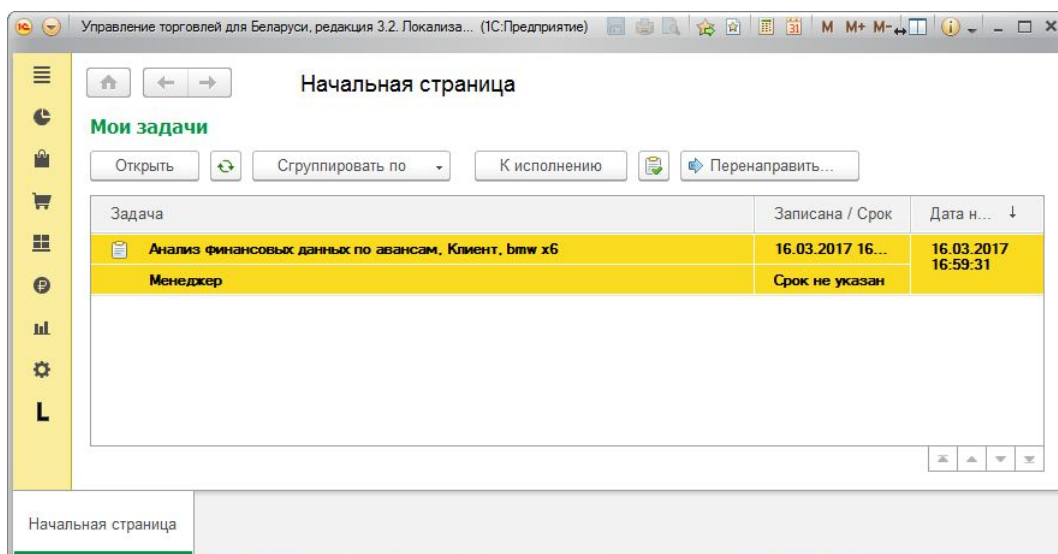 1С Управление торговлей для Беларуси, редакция 3.2. Локализа... (1С:Предприятие) 31 M M+ M- i
Начальная страница
Мои задачи
Открыть Сгруппировать по К исполнению Перенаправить...
Задача Записана / Срок Дата н... ↓
Анализ финансовых данных по авансам, Клиент, bmw x6 16.03.2017 16... 16.03.2017
16:59:31
Менеджер Срок не указан
L
Начальная страница